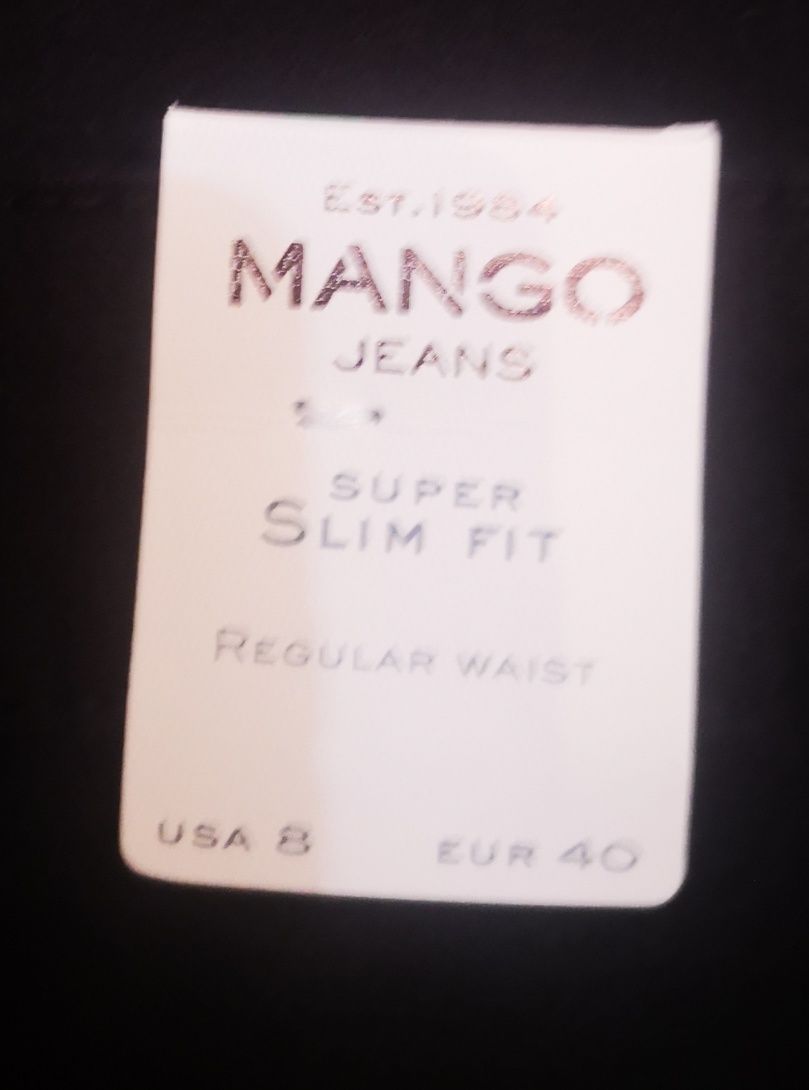 EST.1984
MANGO
JEANS
SUPER
SLIM FIT
REGULAR WAIST
USA 8 EUR 40